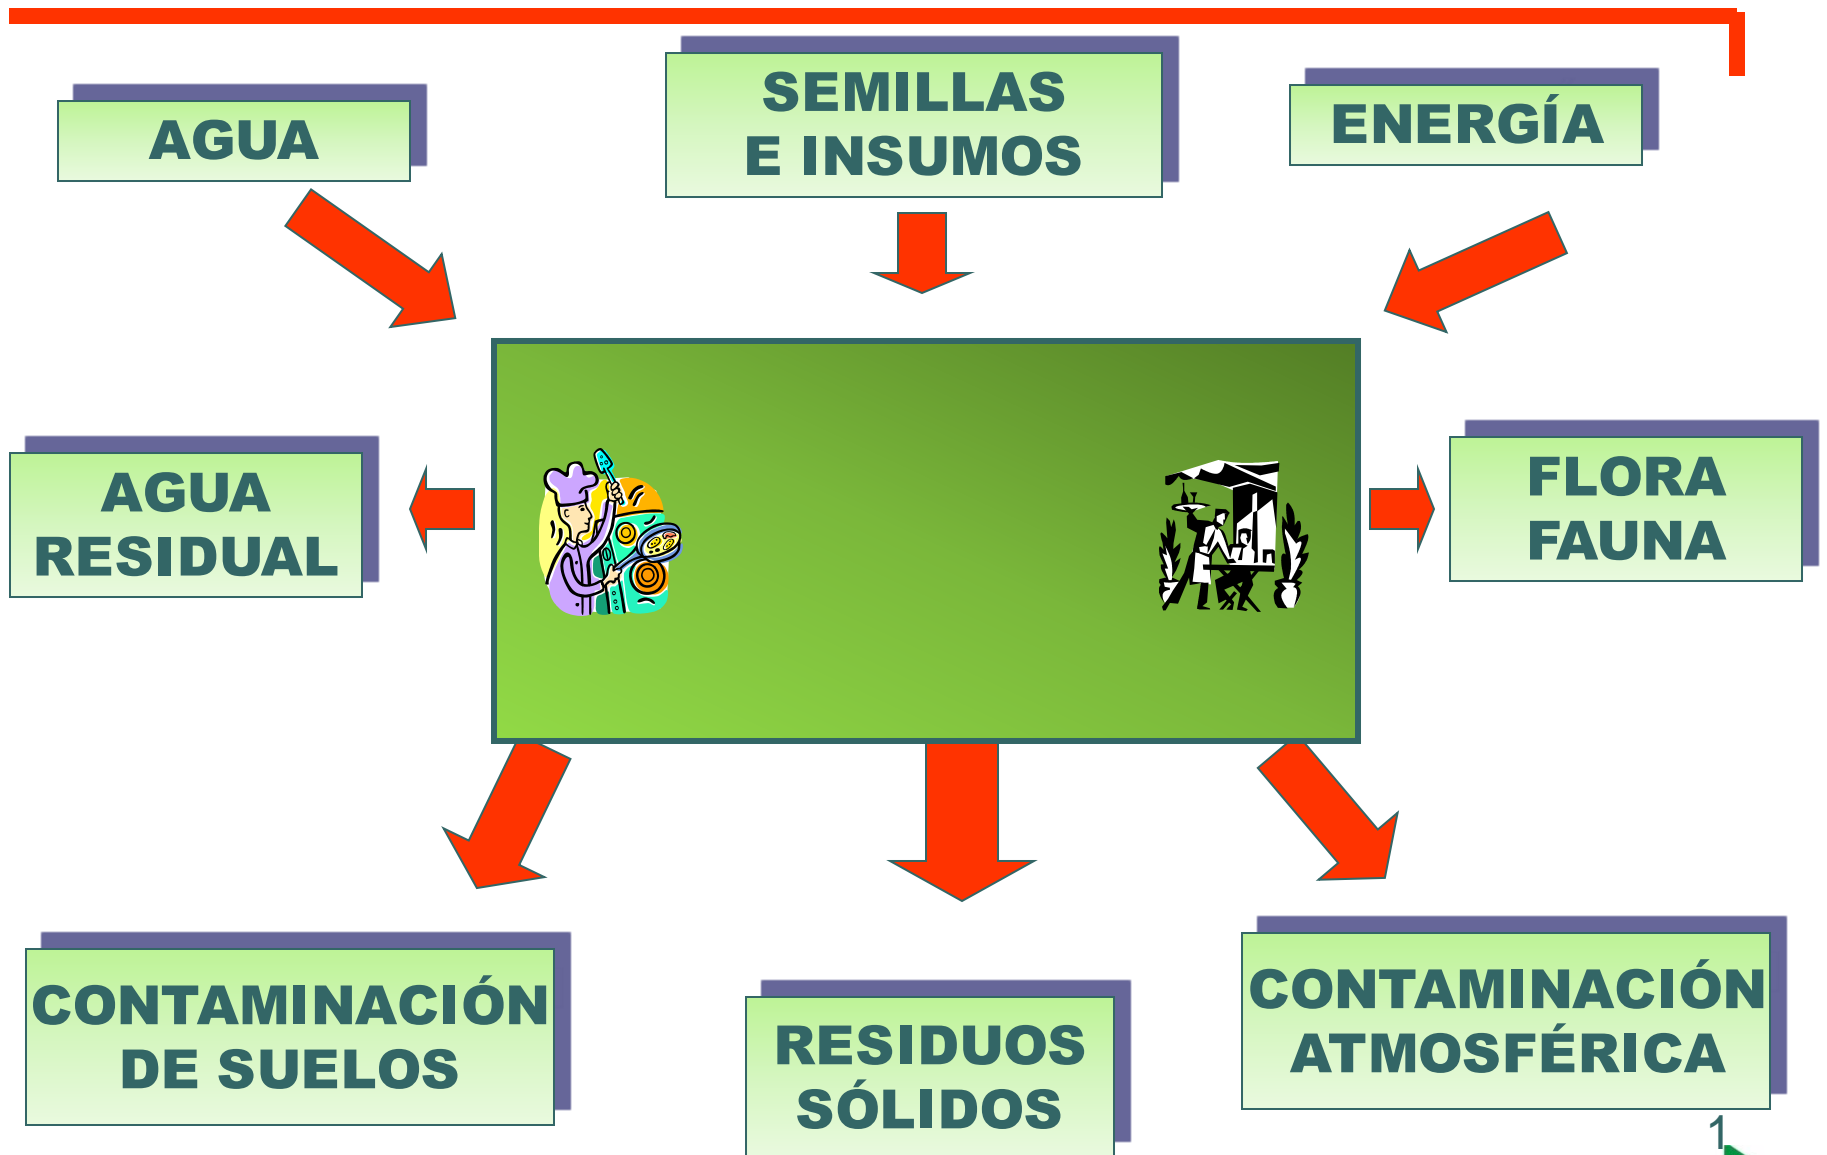 AGUA
SEMILLAS
E INSUMOS
ENERGÍA
AGUA
RESIDUAL
FLORA
FAUNA
CONTAMINACIÓN
DE SUELOS
RESIDUOS
SÓLIDOS
CONTAMINACIÓN
ATMOSFÉRICA
1